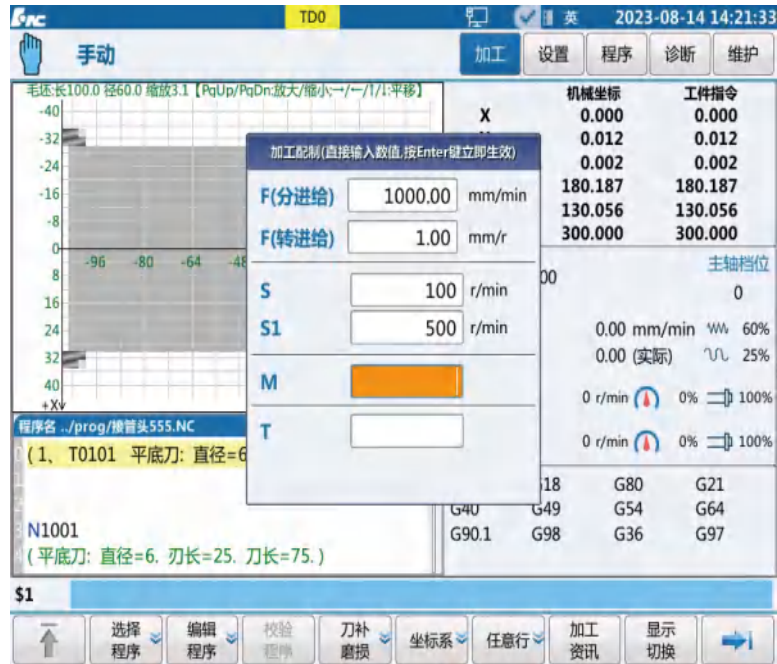 TD0 英 2023-08-14 14:21:33
手动 加工 设置 程序 诊断 维护
毛坯:长100.0 径60.0 缩放3.1【PgUp/PgDn:放大/缩小;→/←/↑/↓:平移】
机械坐标 工件指令
X 0.000 0.000
0.012 0.012
0.002 0.002
180.187 180.187
130.056 130.056
300.000 300.000
-40
-32
-24
-16
-8
0
8
16
24
32
40
+X
-96 -80 -64 -48
加工配制(直接输入数值,按Enter键立即生效)
F(分进给) 1000.00 mm/min
F(转进给) 1.00 mm/r
S 100 r/min
S1 500 r/min
M
T
00 主轴档位
0
0.00 mm/min 60%
0.00 (实际) 25%
0 r/min 0% 100%
0 r/min 0% 100%
程序名 ../prog/接管头555.NC
(1、 T0101 平底刀: 直径=6
N1001
(平底刀: 直径=6. 刃长=25. 刀长=75.)
18 G80 G21
G40 G49 G54 G64
G90.1 G98 G36 G97
$1
选择程序 编辑程序 校验程序 刀补磨损 坐标系 任意行 加工资讯 显示切换